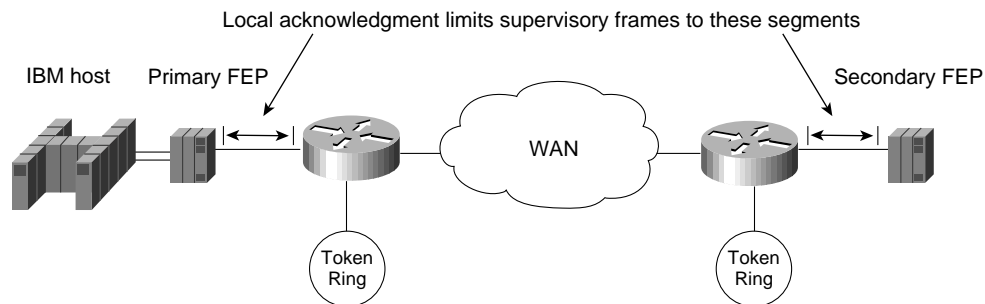 Local acknowledgment limits supervisory frames to these segments
IBM host
Primary FEP
Secondary FEP
WAN
Token
Ring
Token
Ring